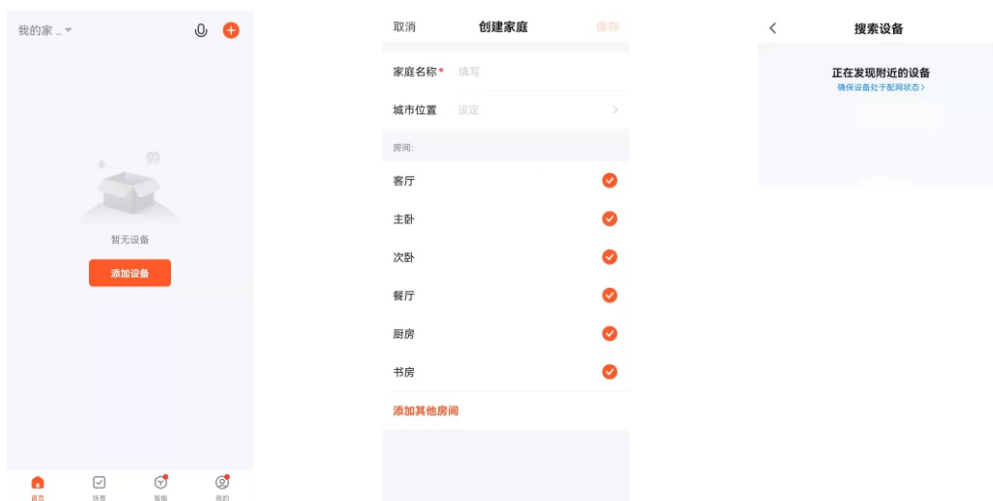 我的家 ..
暂无设备
添加设备
首页
场景
智能
我的
取消
创建家庭
保存
家庭名称*
填写
城市位置
设定
房间:
客厅
主卧
次卧
餐厅
厨房
书房
添加其他房间
搜索设备
正在发现附近的设备
确保设备处于配网状态>